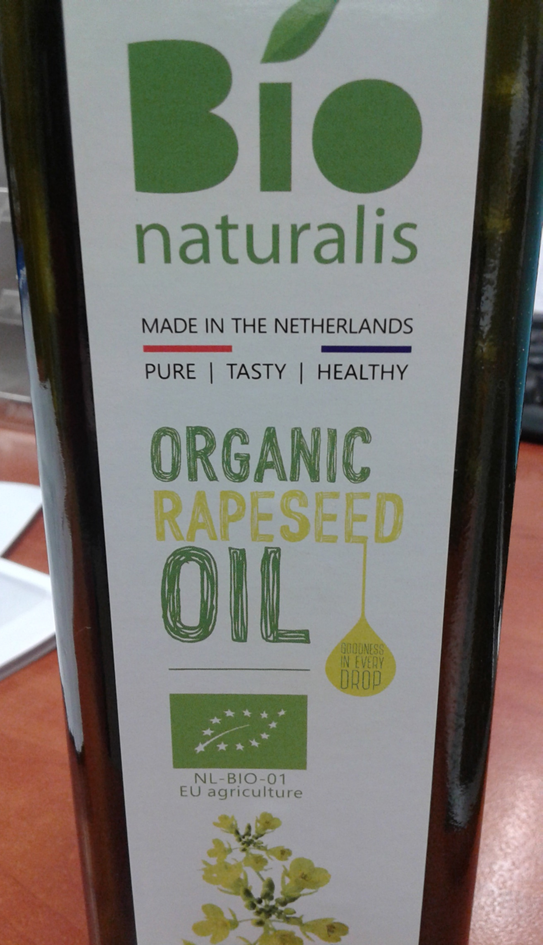 Bío
naturalis
MADE IN THE NETHERLANDS
PURE | TASTY | HEALTHY
ORGANIC
RAPESEED
OIL
GOODNESS
IN EVERY
DROP
NL-BIO-01
EU agriculture